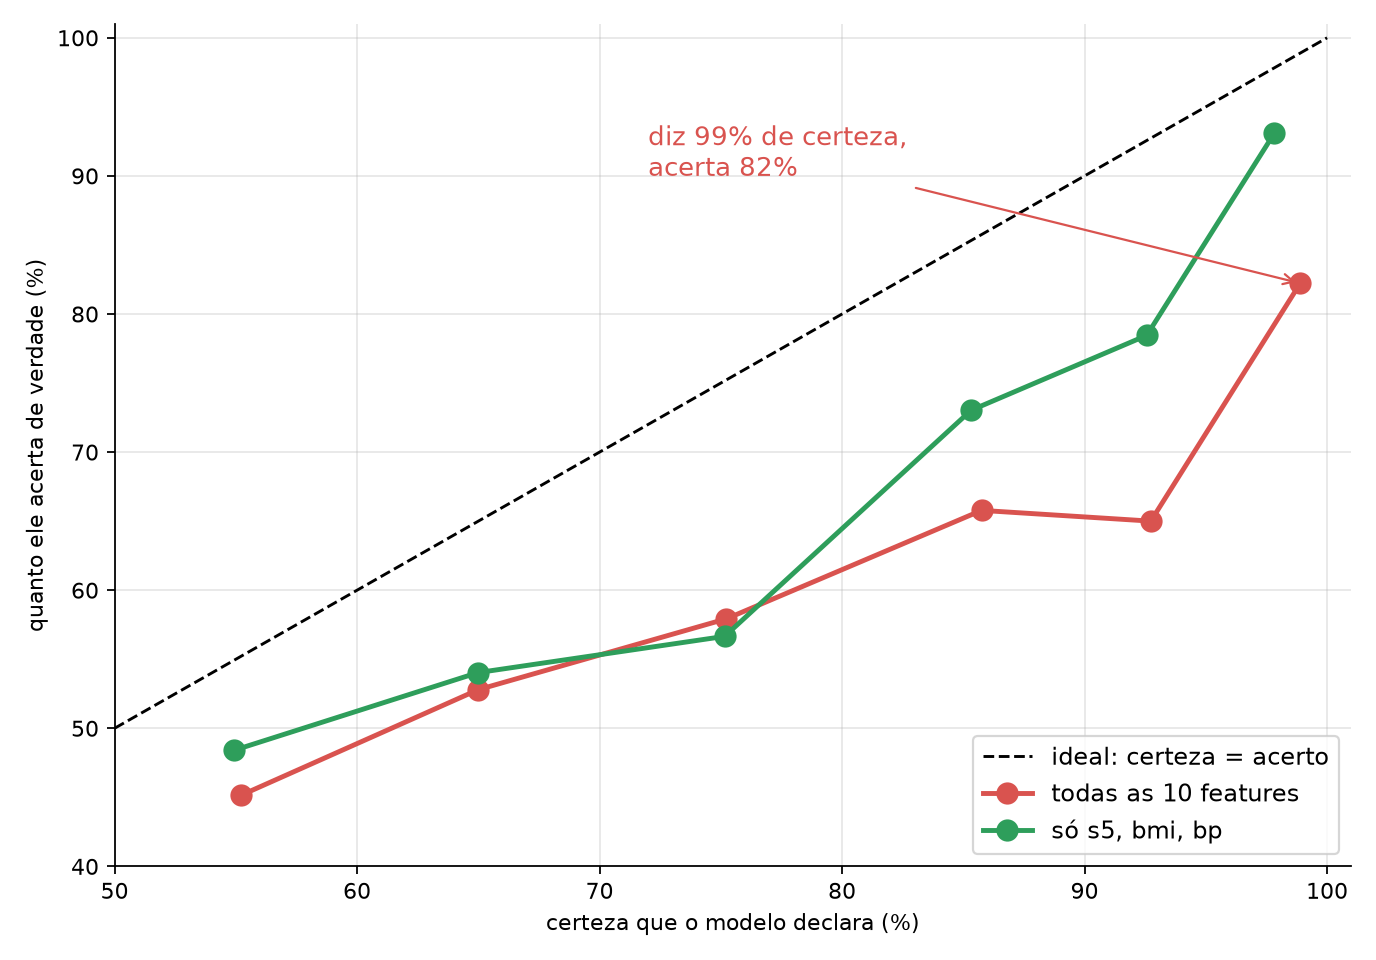 100
90
80
70
60
50
40
quanto ele acerta de verdade (%)
diz 99% de certeza,
acerta 82%
ideal: certeza = acerto
todas as 10 features
só s5, bmi, bp
50
60
70
80
90
100
certeza que o modelo declara (%)